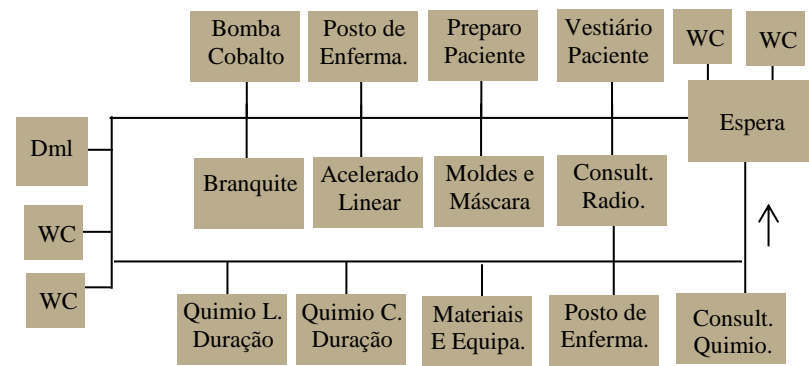 Bomba
Cobalto
Posto de
Enferma.
Preparo
Paciente
Vestiário
Paciente
WC
WC
Espera
Dml
Branquite
Acelerado
Linear
Moldes e
Máscara
Consult.
Radio.
WC
WC
Quimio L.
Duração
Quimio C.
Duração
Materiais
E Equipa.
Posto de
Enferma.
Consult.
Quimio.